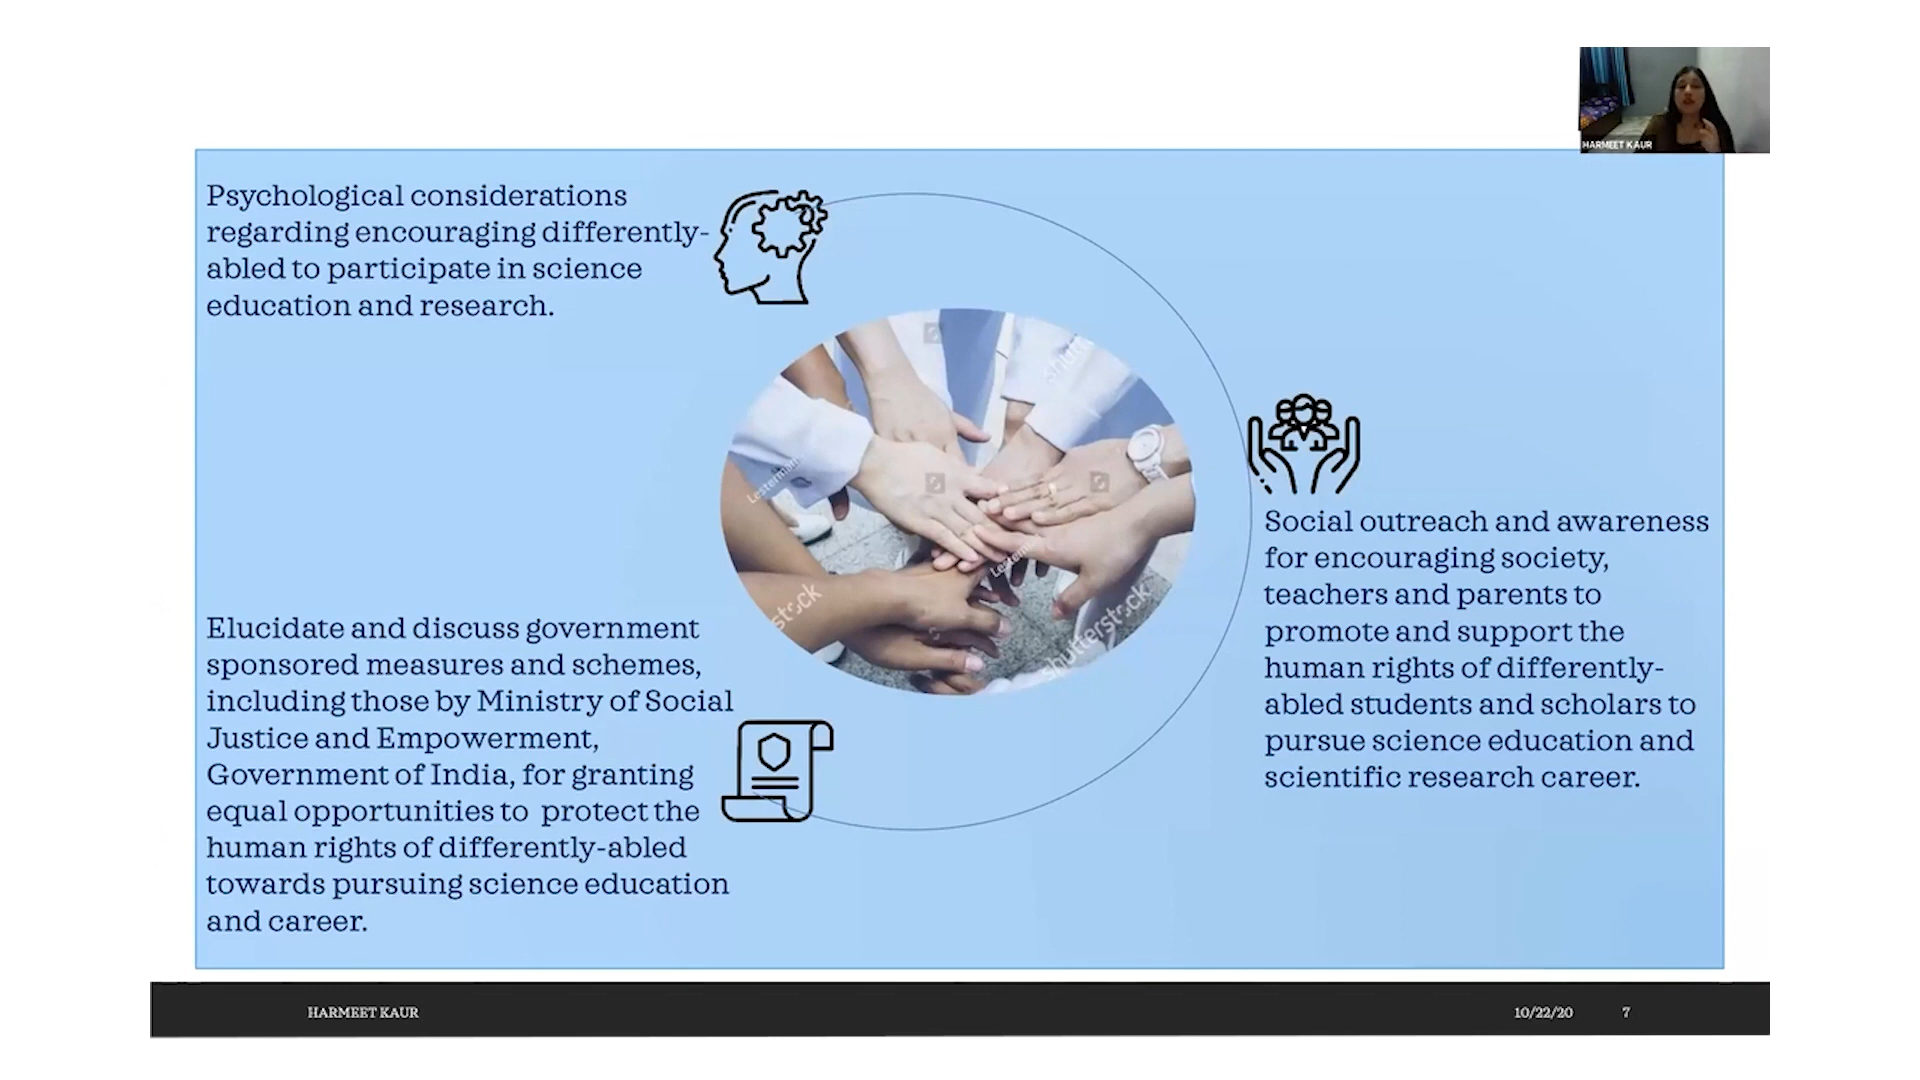 HARMEET KAUR
Psychological considerations
regarding encouraging differently-
abled to participate in science
education and research.
Social outreach and awareness
for encouraging society,
teachers and parents to
promote and support the
human rights of differently-
abled students and scholars to
pursue science education and
scientific research career.
Elucidate and discuss government
sponsored measures and schemes,
including those by Ministry of Social
Justice and Empowerment,
Government of India, for granting
equal opportunities to protect the
human rights of differently-abled
towards pursuing science education
and career.
shutterstock
HARMEET KAUR
10/22/20
7